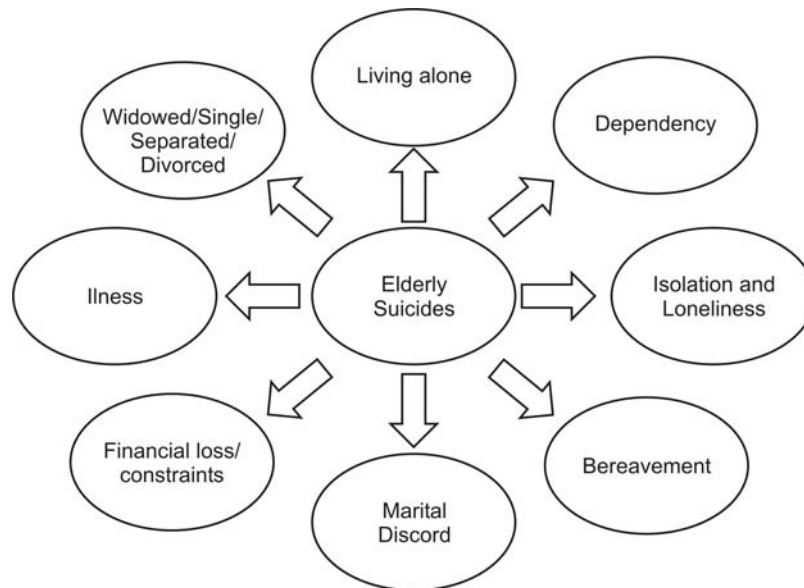 Living alone
Widowed/Single/
Separated/
Divorced
Dependency
Ilness
Elderly
Suicides
Isolation and
Loneliness
Financial loss/
constraints
Bereavement
Marital
Discord